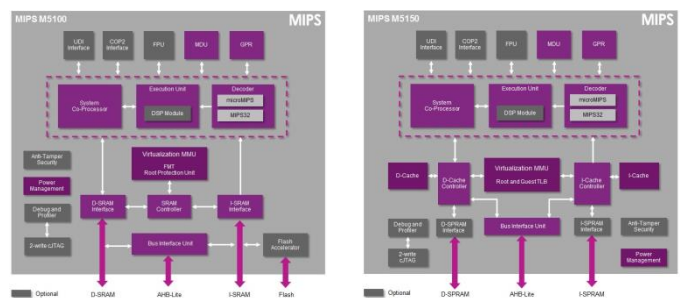 MIPS M5100
MIPS
UDI
Interface
COP2
Interface
FPU
MDU
GPR
System
Co-Processor
Execution Unit
DSP Module
Decoder
microMIPS
MIPS32
Anti-Tamper
Security
Power
Management
Debug and
Profiler
2-wire cJTAG
Virtualization MMU
FMT
Root Protection Unit
D-SRAM
Interface
SRAM
Controller
I-SRAM
Interface
Bus Interface Unit
Flash
Accelerator
Optional
D-SRAM
AHB-Lite
I-SRAM
Flash
MIPS M5150
MIPS
UDI
Interface
COP2
Interface
FPU
MDU
GPR
System
Co-Processor
Execution Unit
DSP Module
Decoder
microMIPS
MIPS32
D-Cache
D-Cache
Controller
Virtualization MMU
Root and Guest TLB
I-Cache
Controller
I-Cache
Debug and
Profiler
2-wire
cJTAG
D-SPRAM
Interface
Bus Interface Unit
I-SPRAM
Interface
Anti-Tamper
Security
Power
Management
Optional
D-SPRAM
AHB-Lite
I-SPRAM